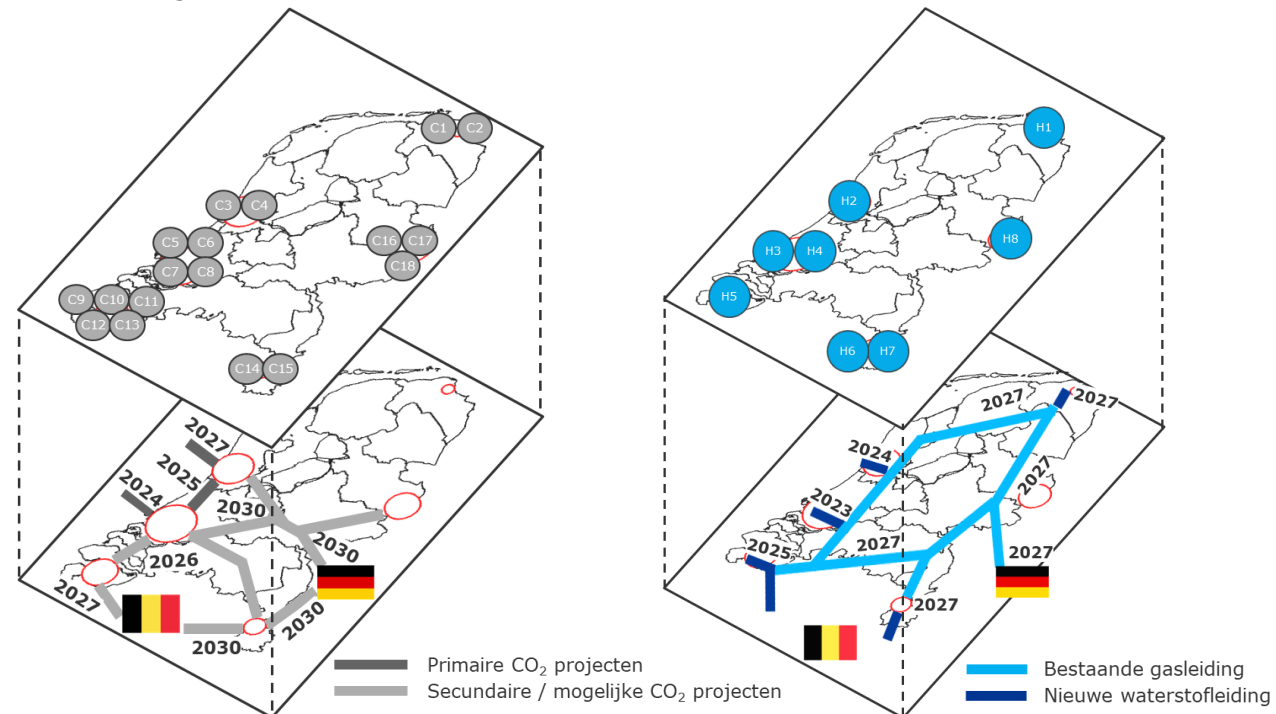 C1 C2
C3 C4
C5 C6
C7 C8
C9 C10 C11
C12 C13
C14 C15
C16 C17
C18
H1
H2
H3 H4
H5
H6 H7
H8
2027
2025
2024
2030
2026
2030
2027
2030
2030
Primaire CO₂ projecten
Secundaire / mogelijke CO₂ projecten
2027
2027
2024
2027
2023
2027
2025
2027
2027
Bestaande gasleiding
Nieuwe waterstofleiding